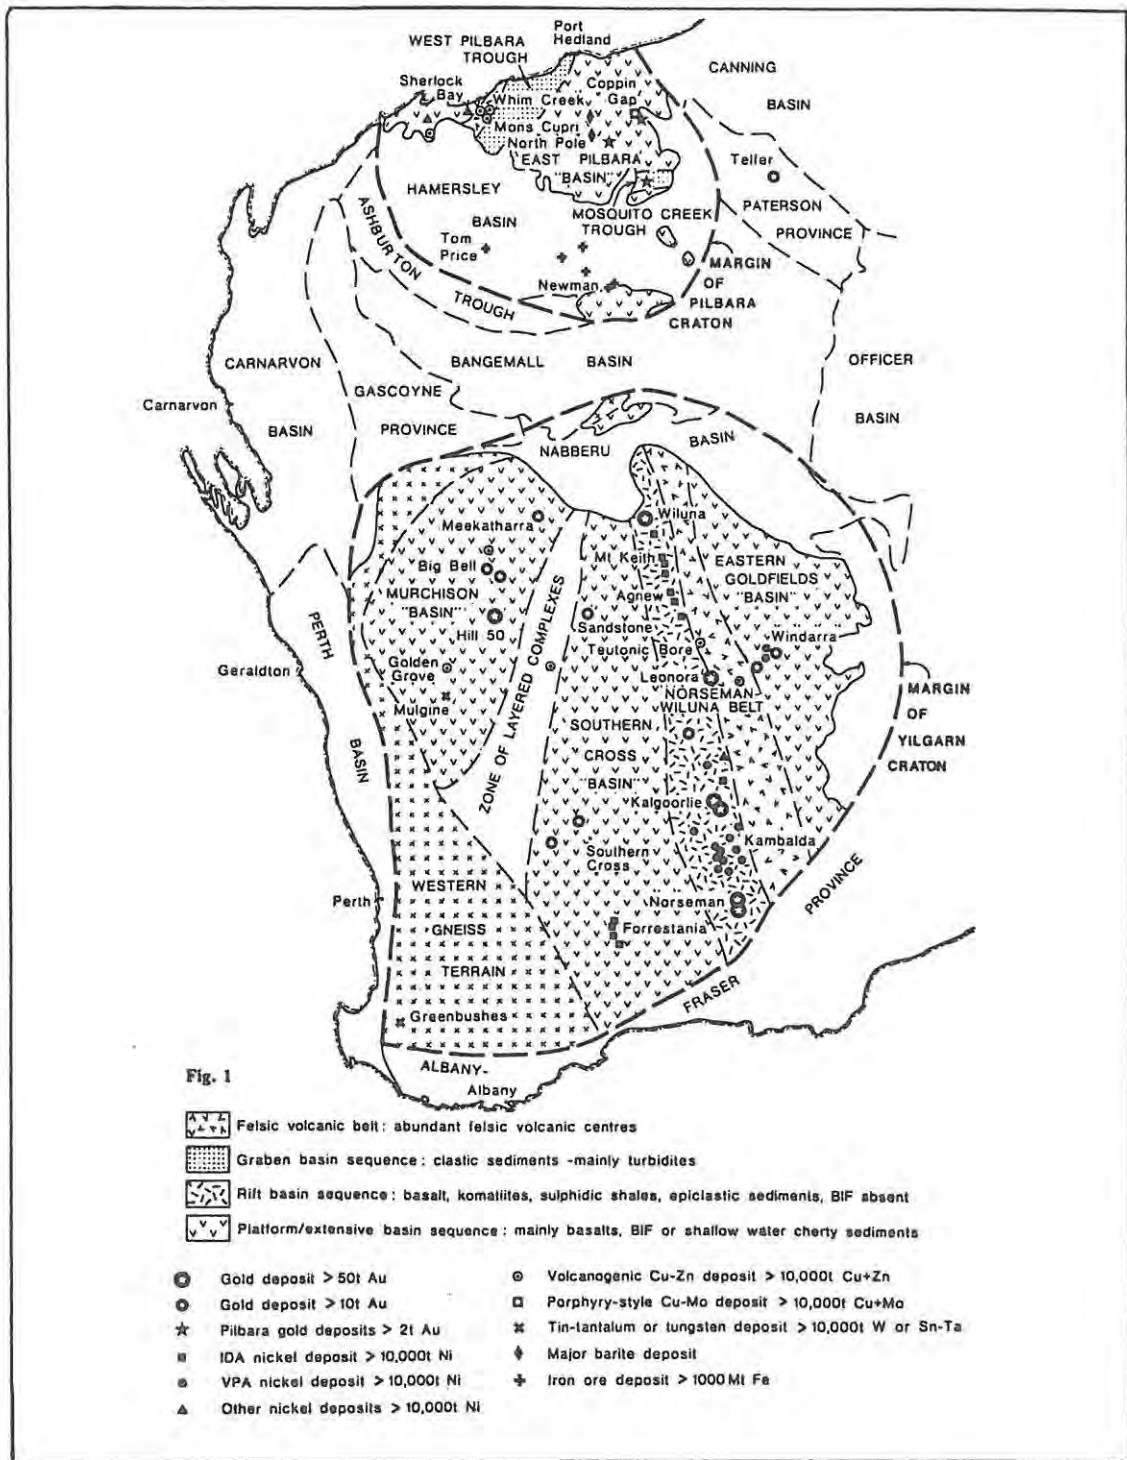 Port
Hedland
WEST PILBARA
TROUGH
CANNING
BASIN
Sherlock
Bay
Coppin
Gap
Whim Creek
Mons Cupri
North Pole
EAST PILBARA
"BASIN"
Teller
HAMERSLEY
BASIN
PATERSON
PROVINCE
MOSQUITO CREEK
TROUGH
ASHBURTON
TROUGH
Tom
Price
Newman
MARGIN
OF
PILBARA
CRATON
CARNARVON
BASIN
BANGEMALL BASIN
OFFICER
BASIN
GASCOYNE
PROVINCE
Carnarvon
NABBERU
BASIN
Meekatharra
Wiluna
Big Bell
Mt Keith
EASTERN
GOLDFIELDS
"BASIN"
MURCHISON
"BASIN"
Agnew
Hill 50
Sandstone
Windarra
Teutonic Bore
PERTH
BASIN
Geraldton
Golden
Grove
Leonora
NORSEMAN
WILUNA BELT
MARGIN
OF
YILGARN
CRATON
Mulgine
ZONE OF LAYERED COMPLEXES
SOUTHERN
CROSS
"BASIN"
Kalgoorlie
Kambalda
Southern
Cross
WESTERN
GNEISS
TERRAIN
Perth
Norseman
Forrestania
FRASER
PROVINCE
Greenbushes
ALBANY-
Albany
Fig. 1
Felsic volcanic belt : abundant felsic volcanic centres
Graben basin sequence : clastic sediments -mainly turbidites
Rift basin sequence : basalt, komatiites, sulphidic shales, epiclastic sediments, BIF absent
Platform/extensive basin sequence : mainly basalts, BIF or shallow water cherty sediments
Gold deposit > 50t Au
Gold deposit > 10t Au
Pilbara gold deposits > 2t Au
IDA nickel deposit > 10,000t Ni
VPA nickel deposit > 10,000t Ni
Other nickel deposits > 10,000t Ni
Volcanogenic Cu-Zn deposit > 10,000t Cu+Zn
Porphyry-style Cu-Mo deposit > 10,000t Cu+Mo
Tin-tantalum or tungsten deposit > 10,000t W or Sn-Ta
Major barite deposit
Iron ore deposit > 1000Mt Fe